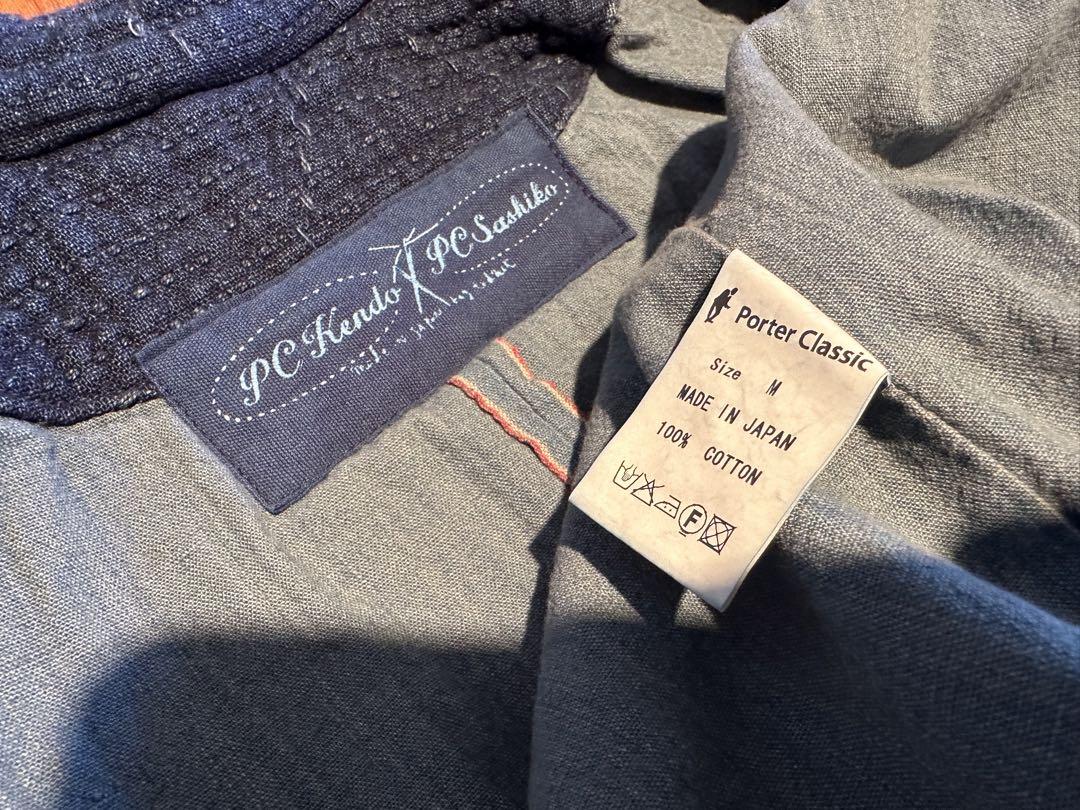 PC Kendo PC Sashiko
Porter Classic
Size M
MADE IN JAPAN
100% COTTON
F